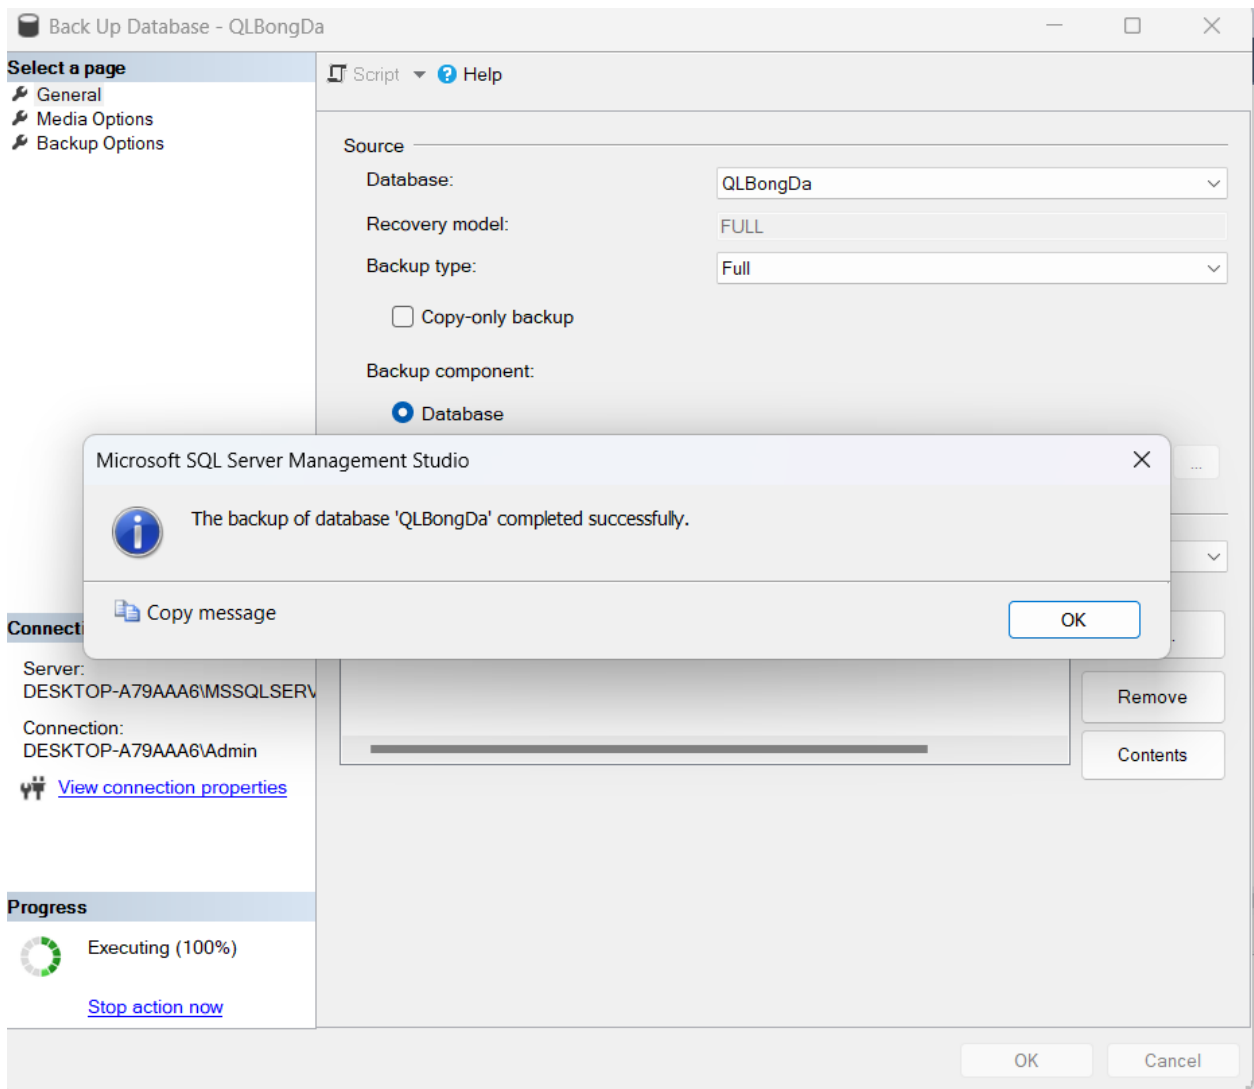 Back Up Database - QLBongDa
Select a page
General
Media Options
Backup Options
Script
Help
Source
Database:
QLBongDa
Recovery model:
FULL
Backup type:
Full
Copy-only backup
Backup component:
Database
...
Microsoft SQL Server Management Studio
The backup of database 'QLBongDa' completed successfully.
Copy message
OK
Connecti
Server:
DESKTOP-A79AAA6\MSSQLSERV
Connection:
DESKTOP-A79AAA6\Admin
View connection properties
Remove
Contents
Progress
Executing (100%)
Stop action now
OK
Cancel